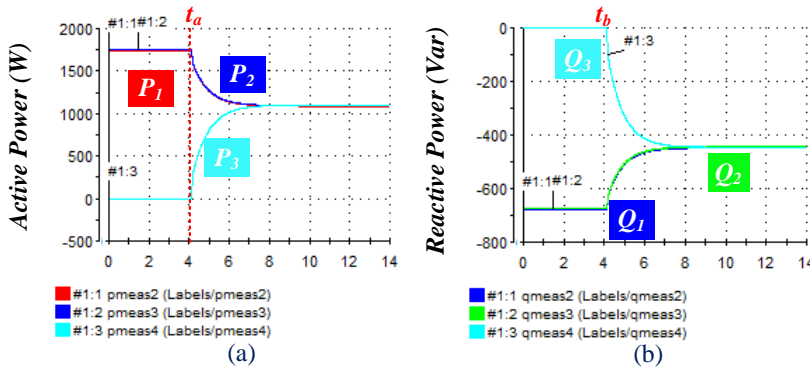 t_a
t_b
Active Power (W)
2000
1500
1000
500
0
-500
#1:1 #1:2
P_1
P_2
P_3
#1:3
0 2 4 6 8 10 12 14
#1:1 pmeas2 (Labels/pmeas2)
#1:2 pmeas3 (Labels/pmeas3)
#1:3 pmeas4 (Labels/pmeas4)
(a)
Reactive Power (Var)
0
-200
-400
-600
-800
Q_3
#1:3
#1:1 #1:2
Q_1
Q_2
0 2 4 6 8 10 12 14
#1:1 qmeas2 (Labels/qmeas2)
#1:2 qmeas3 (Labels/qmeas3)
#1:3 qmeas4 (Labels/qmeas4)
(b)